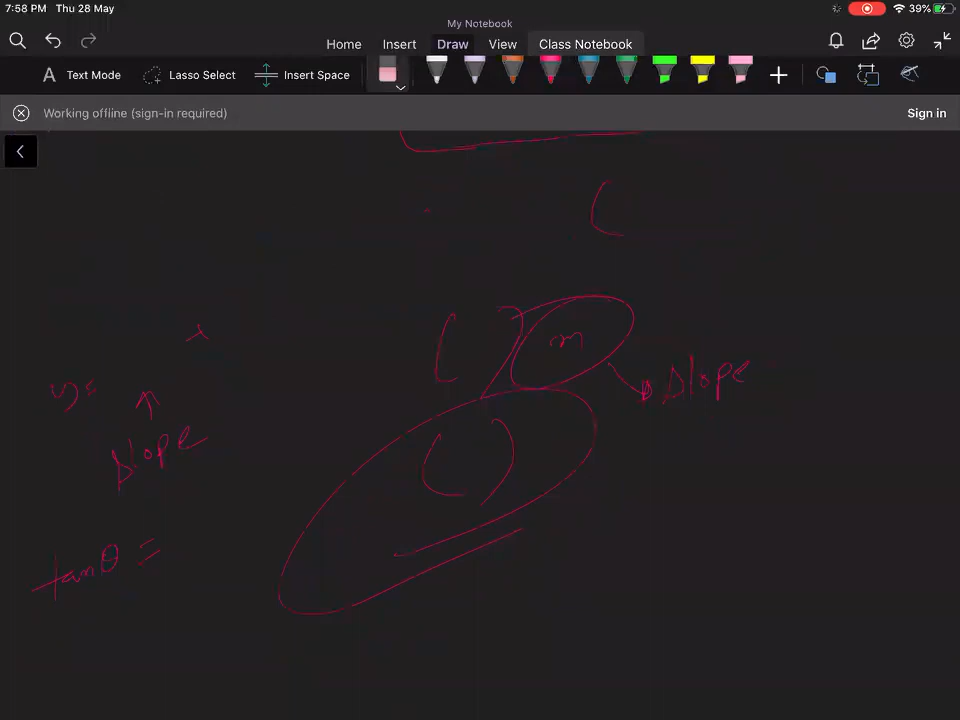 7:58 PM Thu 28 May 39%
My Notebook
Home Insert Draw View Class Notebook
Text Mode Lasso Select Insert Space
Working offline (sign-in required) Sign in
(
( ) m
slope
y=
slope
( )
tanθ =